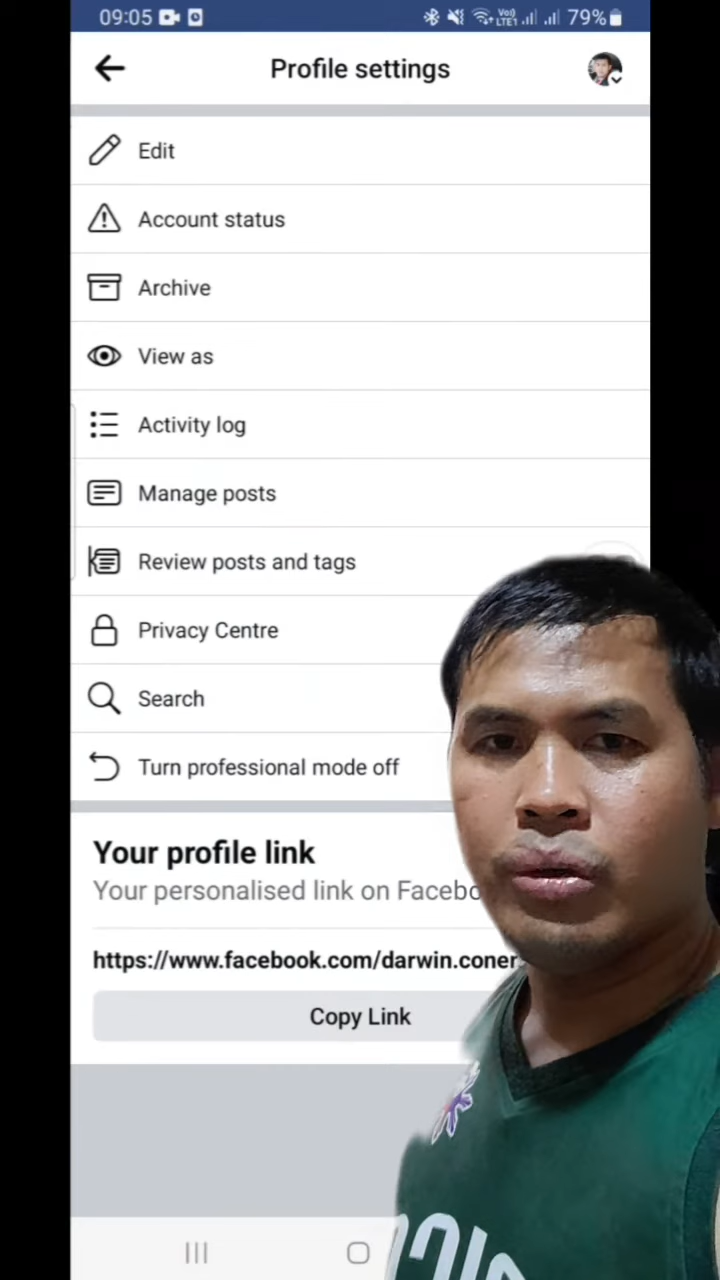 09:05 79%
Profile settings
Edit
Account status
Archive
View as
Activity log
Manage posts
Review posts and tags
Privacy Centre
Search
Turn professional mode off
Your profile link
Your personalised link on Facebo
https://www.facebook.com/darwin.coner
Copy Link